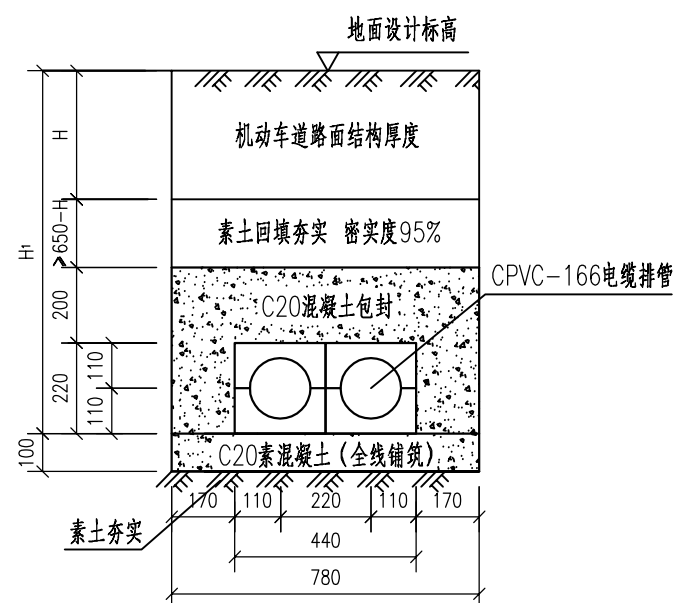 地面设计标高
机动车道路面结构厚度
H
素土回填夯实 密实度95%
>650-H
H1
CPVC-166电缆排管
C20混凝土包封
200
110
220
110
C20素混凝土（全线铺筑）
100
170 110 220 110 170
素土夯实
440
780